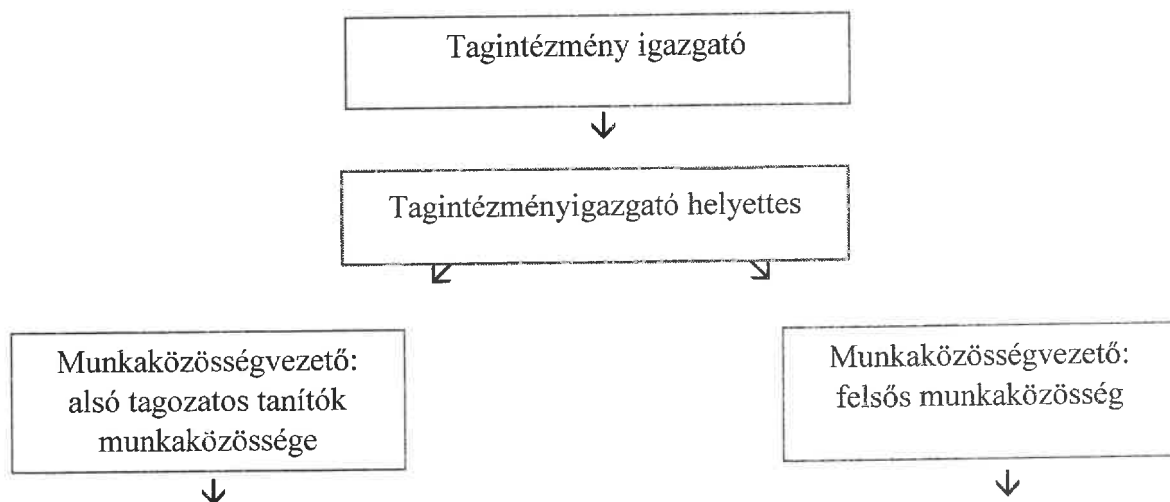 Tagintézmény igazgató
Tagintézményigazgató helyettes
Munkaközösségvezető:
alsó tagozatos tanítók
munkaközössége
Munkaközösségvezető:
felsős munkaközösség